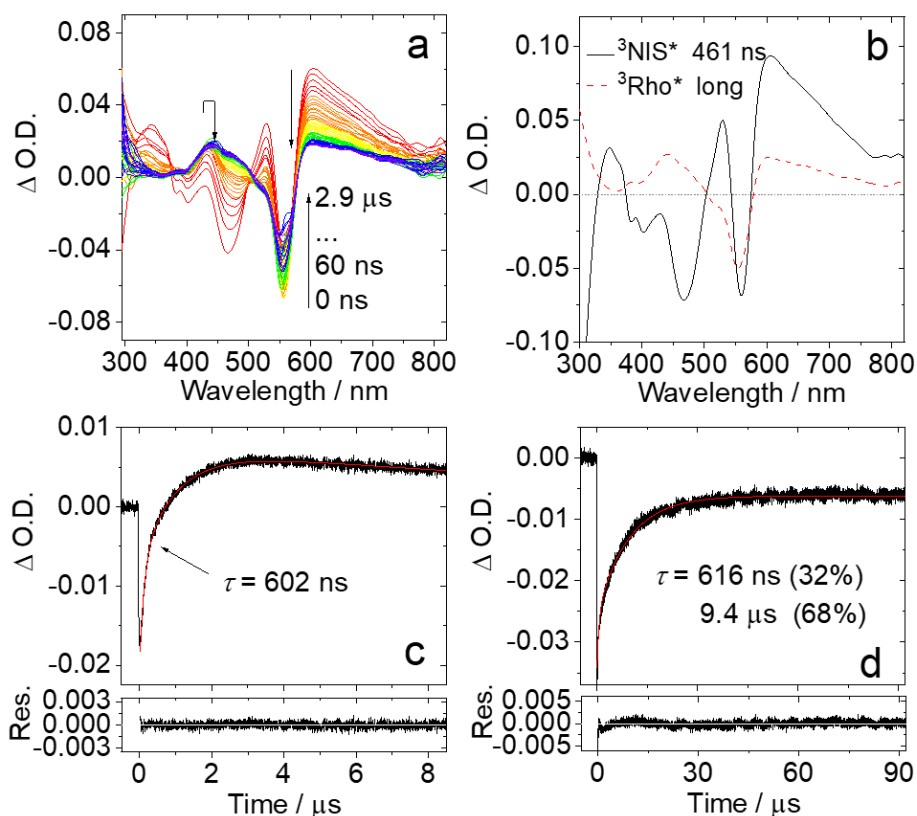 a
Δ O.D.
0.08
0.04
0.00
-0.04
-0.08
2.9 μs
...
60 ns
0 ns
300 400 500 600 700 800
Wavelength / nm
b
³NIS* 461 ns
³Rho* long
Δ O.D.
0.10
0.05
0.00
-0.05
-0.10
300 400 500 600 700 800
Wavelength / nm
c
Δ O.D.
0.01
0.00
-0.01
-0.02
τ = 602 ns
Res.
0.003
0.000
-0.003
0 2 4 6 8
Time / μs
d
Δ O.D.
0.00
-0.01
-0.02
-0.03
τ = 616 ns (32%)
9.4 μs (68%)
Res.
0.005
0.000
-0.005
0 30 60 90
Time / μs